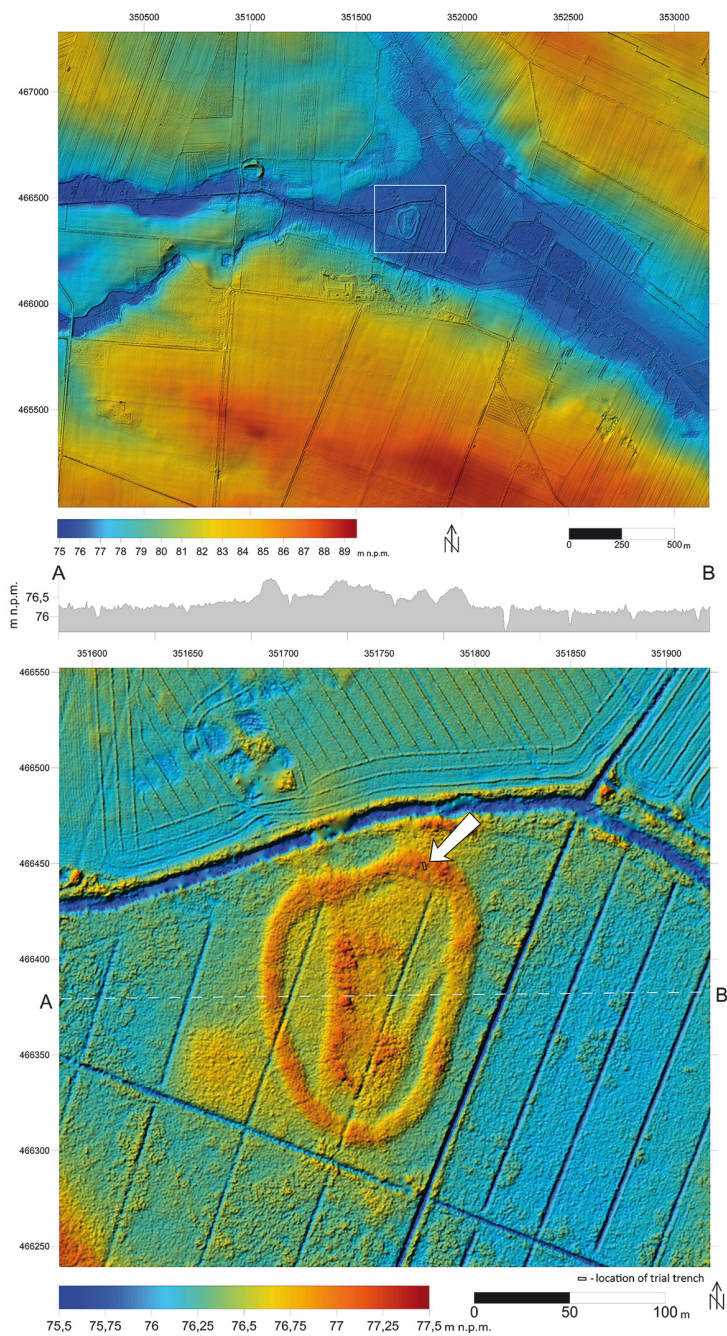 350500 351000 351500 352000 352500 353000
467000
466500
466000
465500
75 76 77 78 79 80 81 82 83 84 85 86 87 88 89 m n.p.m.
N
0 250 500 m
A B
m n.p.m.
76,5
76
351600 351650 351700 351750 351800 351850 351900
466550
466500
466450
466400
A B
466350
466300
466250
- location of trial trench
75,5 75,75 76 76,25 76,5 76,75 77 77,25 77,5 m n.p.m.
0 50 100 m
N